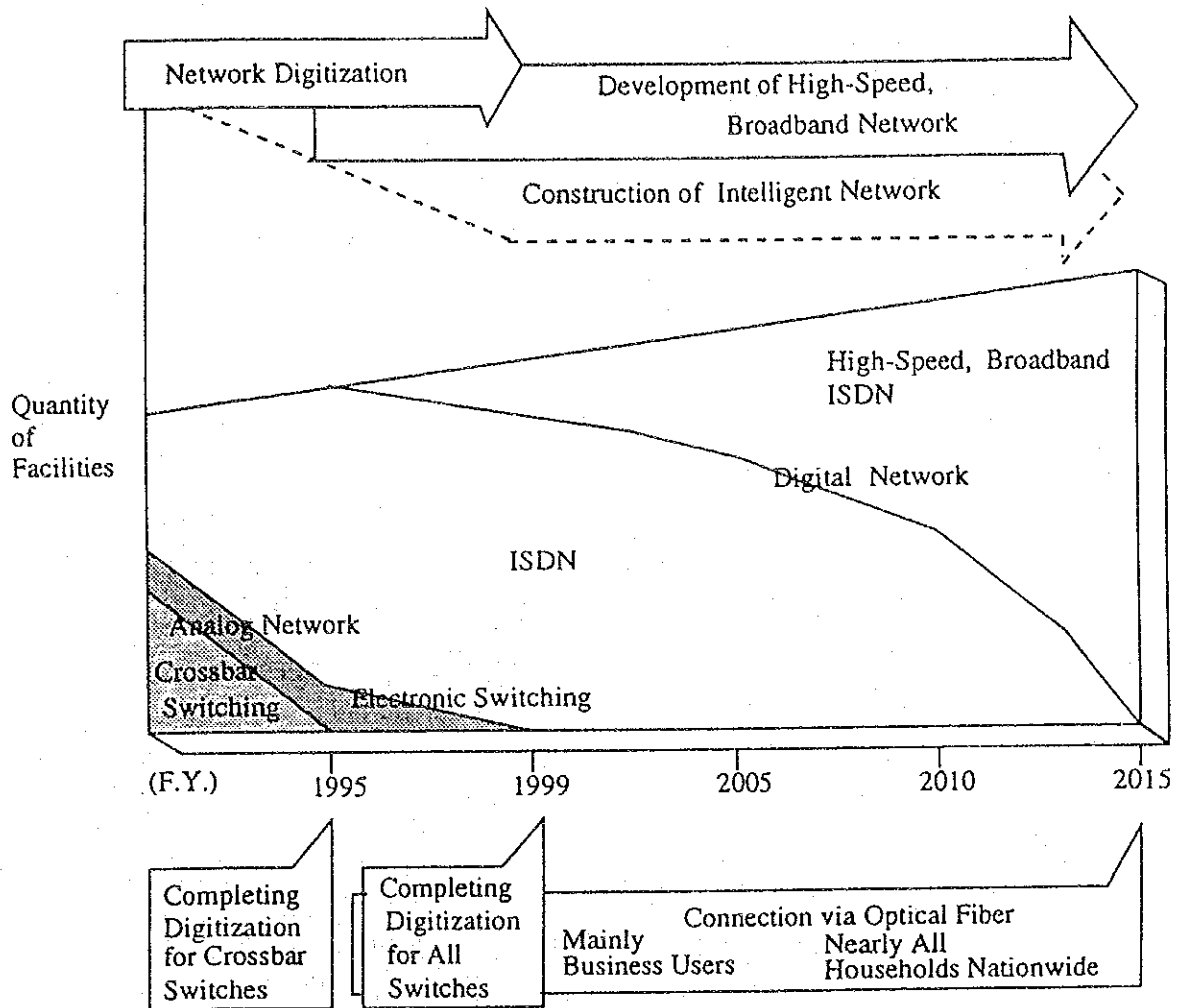 Network Digitization
Development of High-Speed,
Broadband Network
Construction of Intelligent Network
Quantity
of
Facilities
High-Speed, Broadband
ISDN
Digital Network
ISDN
Analog Network
Crossbar
Switching
Electronic Switching
(F.Y.)
1995
1999
2005
2010
2015
Completing
Digitization
for Crossbar
Switches
Completing
Digitization
for All
Switches
Connection via Optical Fiber
Mainly
Business Users
Nearly All
Households Nationwide